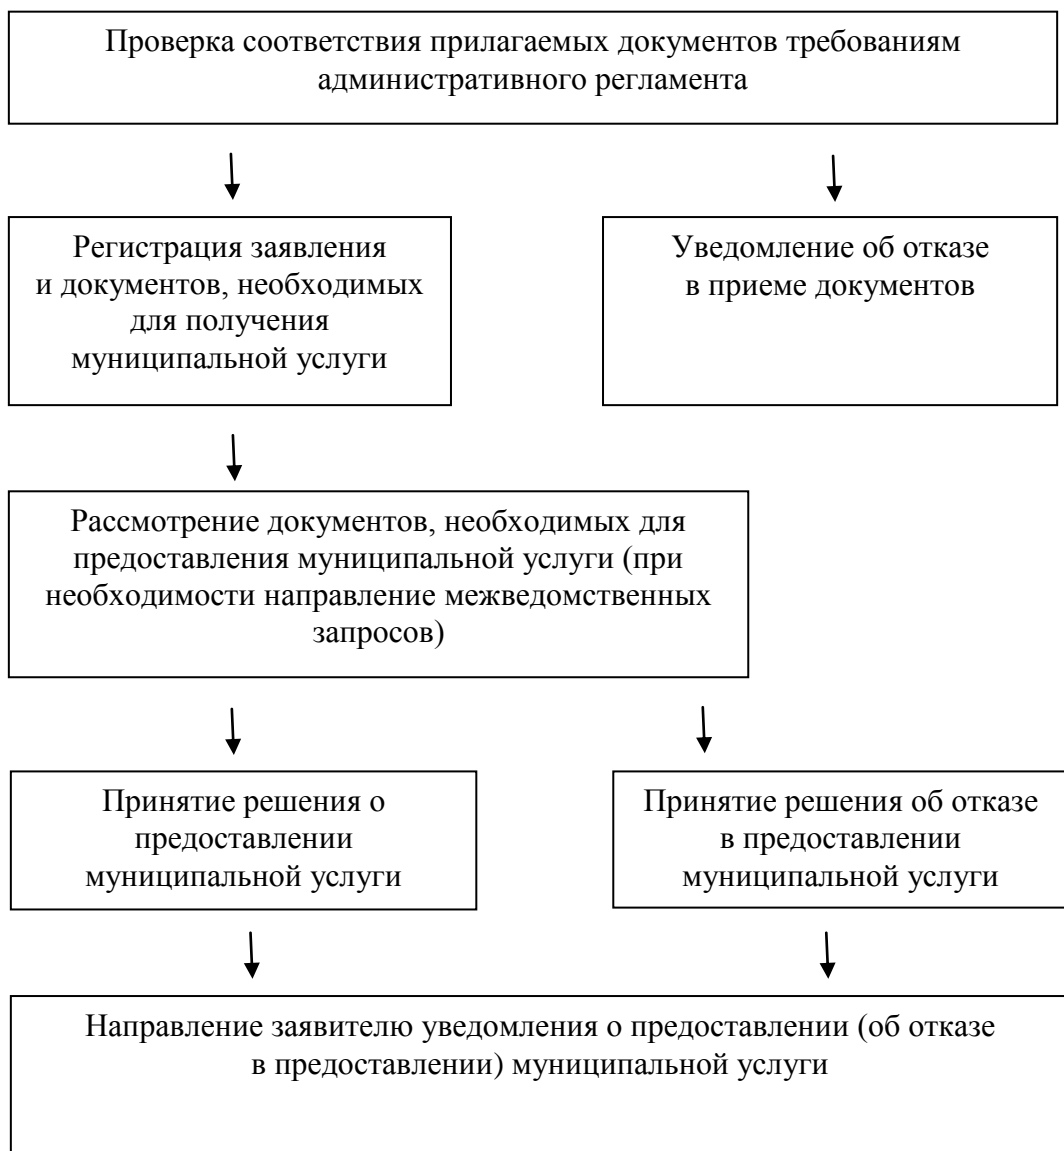 Проверка соответствия прилагаемых документов требованиям
административного регламента
Регистрация заявления
и документов, необходимых
для получения
муниципальной услуги
Уведомление об отказе
в приеме документов
Рассмотрение документов, необходимых для
предоставления муниципальной услуги (при
необходимости направление межведомственных
запросов)
Принятие решения о
предоставлении
муниципальной услуги
Принятие решения об отказе
в предоставлении
муниципальной услуги
Направление заявителю уведомления о предоставлении (об отказе
в предоставлении) муниципальной услуги